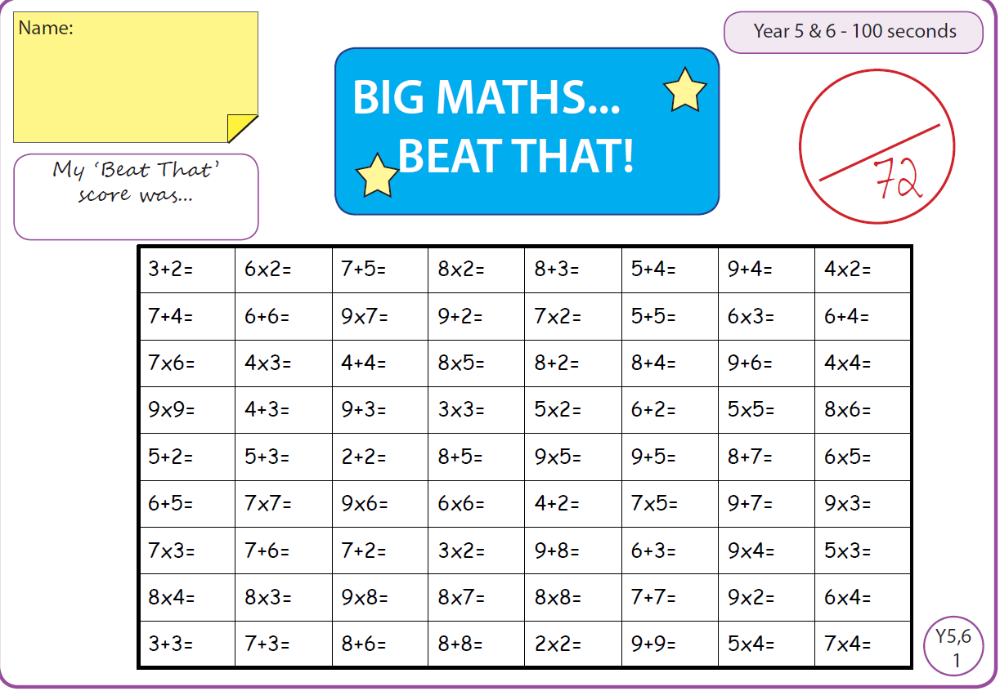 Name:
Year 5 & 6 - 100 seconds
BIG MATHS...
BEAT THAT!
72
My ‘Beat That’
score was...
3+2= 6x2= 7+5= 8x2= 8+3= 5+4= 9+4= 4x2=
7+4= 6+6= 9x7= 9+2= 7x2= 5+5= 6x3= 6+4=
7x6= 4x3= 4+4= 8x5= 8+2= 8+4= 9+6= 4x4=
9x9= 4+3= 9+3= 3x3= 5x2= 6+2= 5x5= 8x6=
5+2= 5+3= 2+2= 8+5= 9x5= 9+5= 8+7= 6x5=
6+5= 7x7= 9x6= 6x6= 4+2= 7x5= 9+7= 9x3=
7x3= 7+6= 7+2= 3x2= 9+8= 6+3= 9x4= 5x3=
8x4= 8x3= 9x8= 8x7= 8x8= 7+7= 9x2= 6x4=
3+3= 7+3= 8+6= 8+8= 2x2= 9+9= 5x4= 7x4=
Y5,6
1